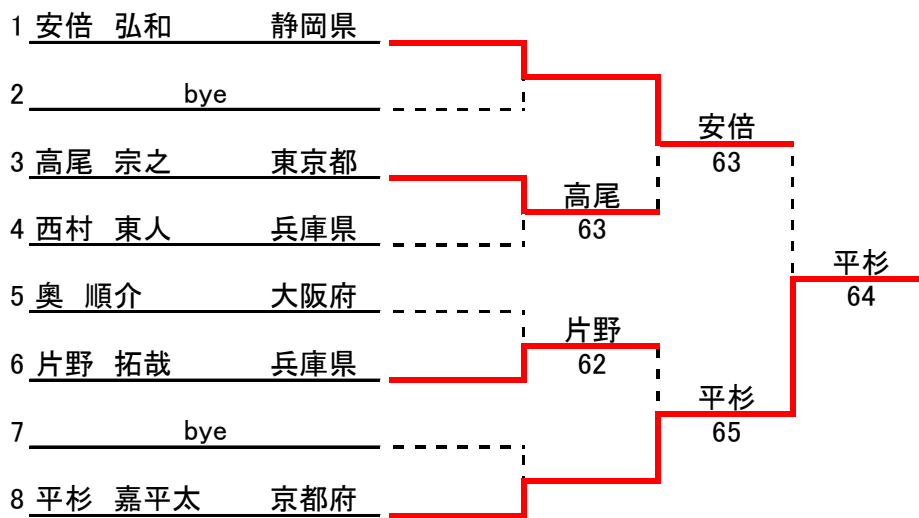 1 安倍 弘和 静岡県
2 bye
安倍
63
3 高尾 宗之 東京都
高尾
63
4 西村 東人 兵庫県
平杉
64
5 奥 順介 大阪府
片野
62
6 片野 拓哉 兵庫県
平杉
65
7 bye
8 平杉 嘉平太 京都府